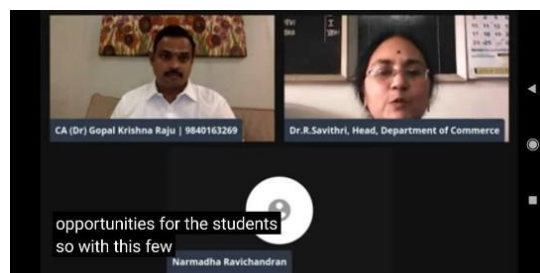 CA (Dr) Gopal Krishna Raju | 9840163269
Dr.R.Savithri, Head, Department of Commerce
opportunities for the students
so with this few
Narmadha Ravichandran